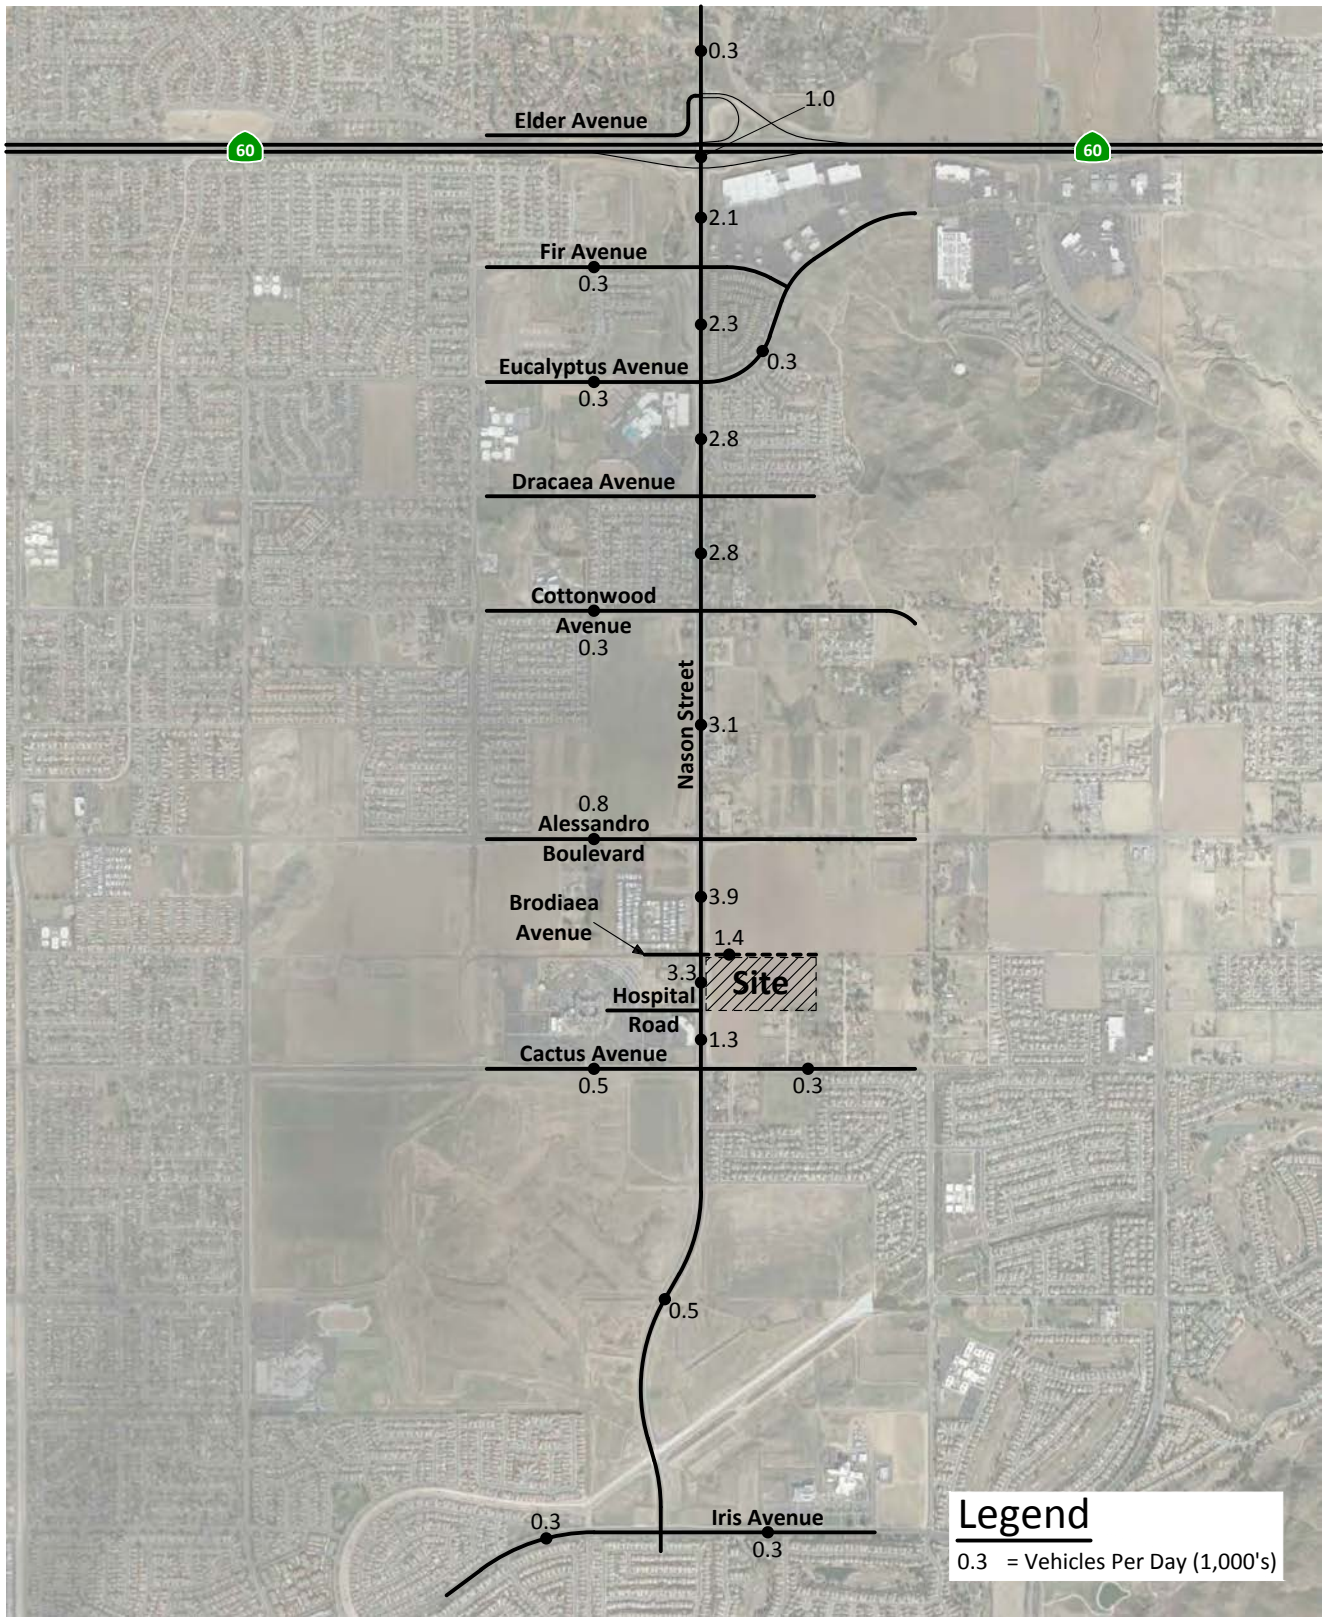 0.3
1.0
Elder Avenue
60
60
2.1
Fir Avenue
0.3
2.3
0.3
Eucalyptus Avenue
0.3
2.8
Dracaea Avenue
2.8
Cottonwood
Avenue
0.3
Nason Street
3.1
0.8
Alessandro
Boulevard
3.9
Brodiaea
Avenue
1.4
3.3
Site
Hospital
Road
1.3
Cactus Avenue
0.5
0.3
0.5
0.3
Iris Avenue
0.3
Legend
0.3 = Vehicles Per Day (1,000's)